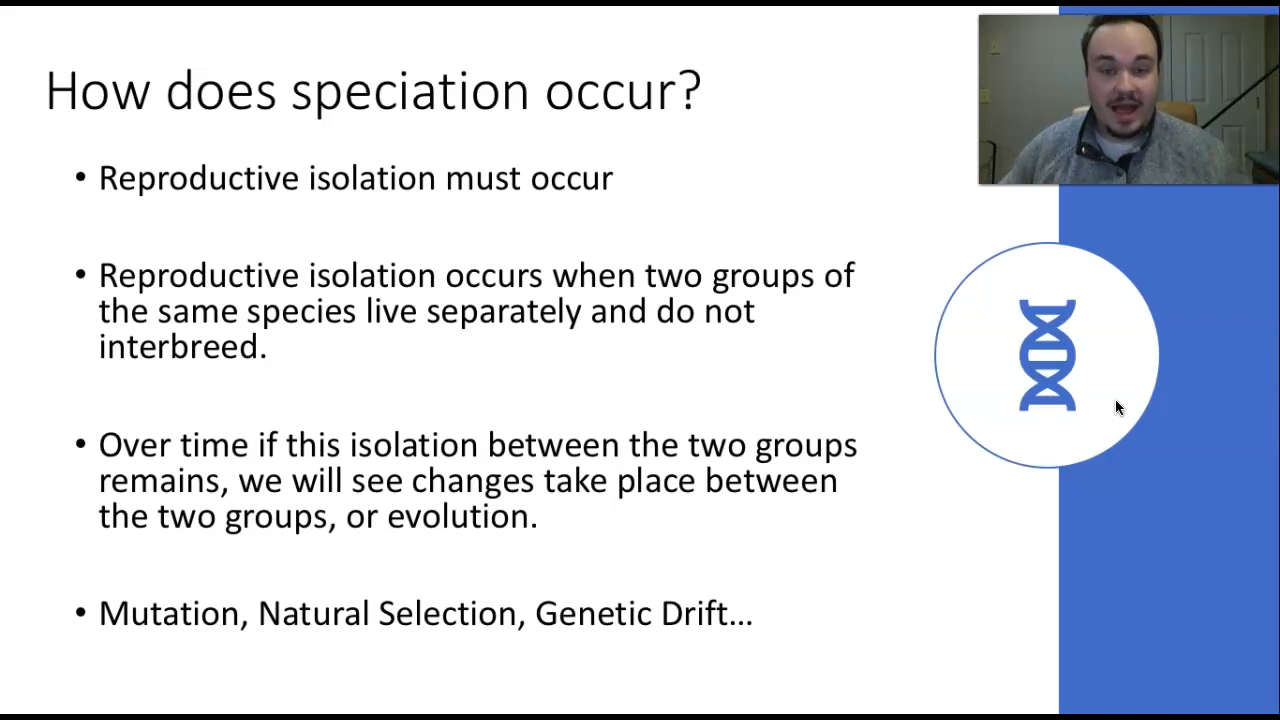 How does speciation occur?
• Reproductive isolation must occur
• Reproductive isolation occurs when two groups of
the same species live separately and do not
interbreed.
• Over time if this isolation between the two groups
remains, we will see changes take place between
the two groups, or evolution.
• Mutation, Natural Selection, Genetic Drift…